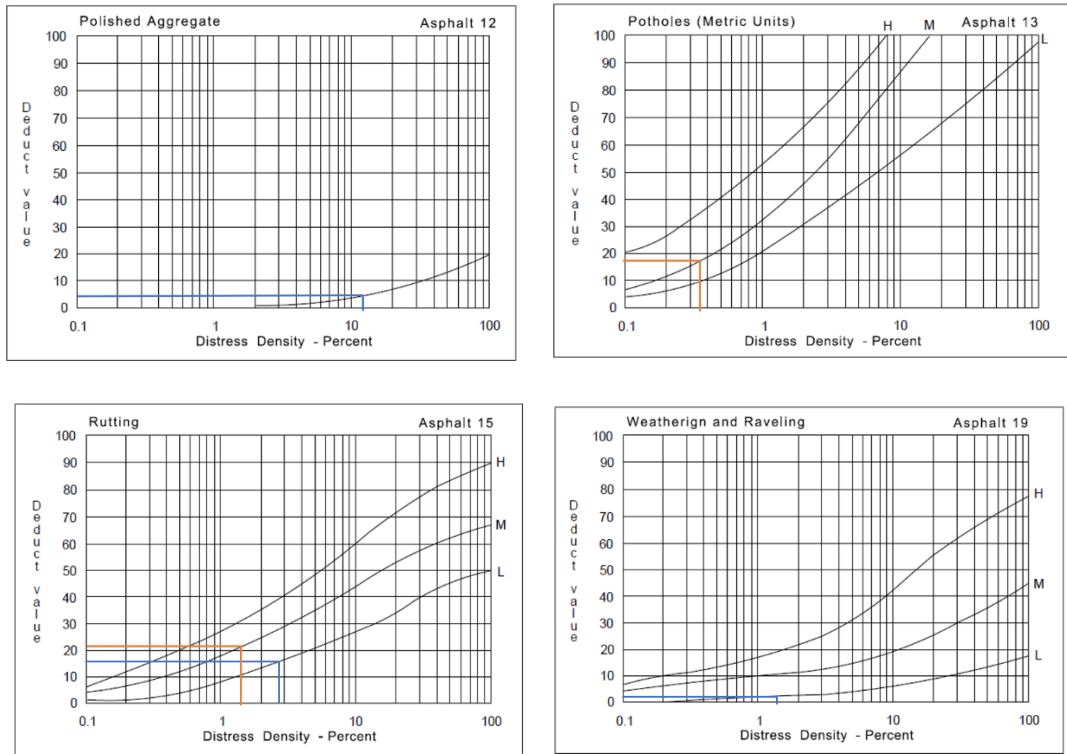 Polished Aggregate Asphalt 12
100
90
80
70
60
50
40
30
20
10
0
Deduct value
0.1 1 10 100
Distress Density - Percent
Potholes (Metric Units) Asphalt 13
H M
L
100
90
80
70
60
50
40
30
20
10
0
Deduct value
0.1 1 10 100
Distress Density - Percent
Rutting Asphalt 15
100
90
80
70
60
50
40
30
20
10
0
Deduct value
H
M
L
0.1 1 10 100
Distress Density - Percent
Weatherign and Raveling Asphalt 19
100
90
80
70
60
50
40
30
20
10
0
Deduct value
H
M
L
0.1 1 10 100
Distress Density - Percent